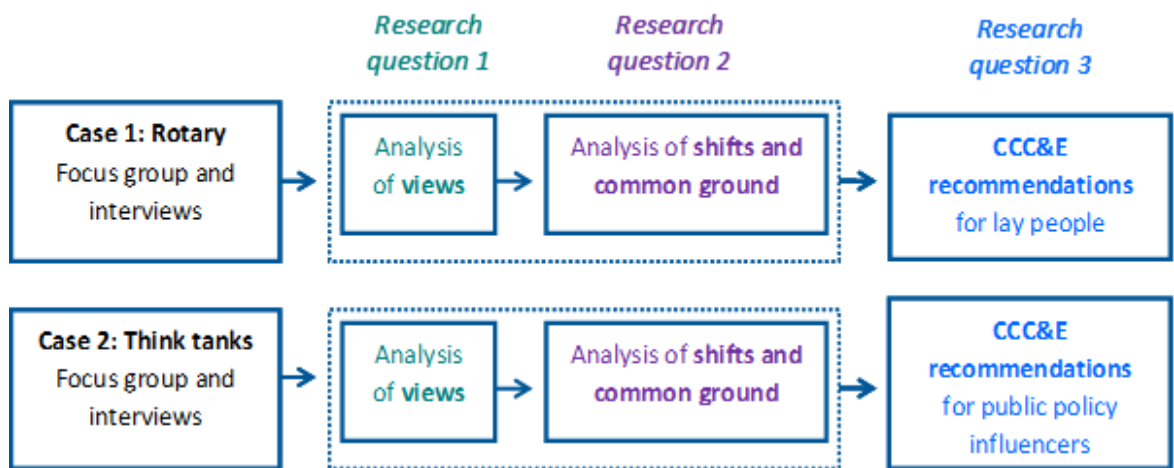 Research
question 1
Research
question 2
Research
question 3
Case 1: Rotary
Focus group and
interviews
Analysis
of views
Analysis of shifts and
common ground
CCC&E
recommendations
for lay people
Case 2: Think tanks
Focus group and
interviews
Analysis
of views
Analysis of shifts and
common ground
CCC&E
recommendations
for public policy
influencers